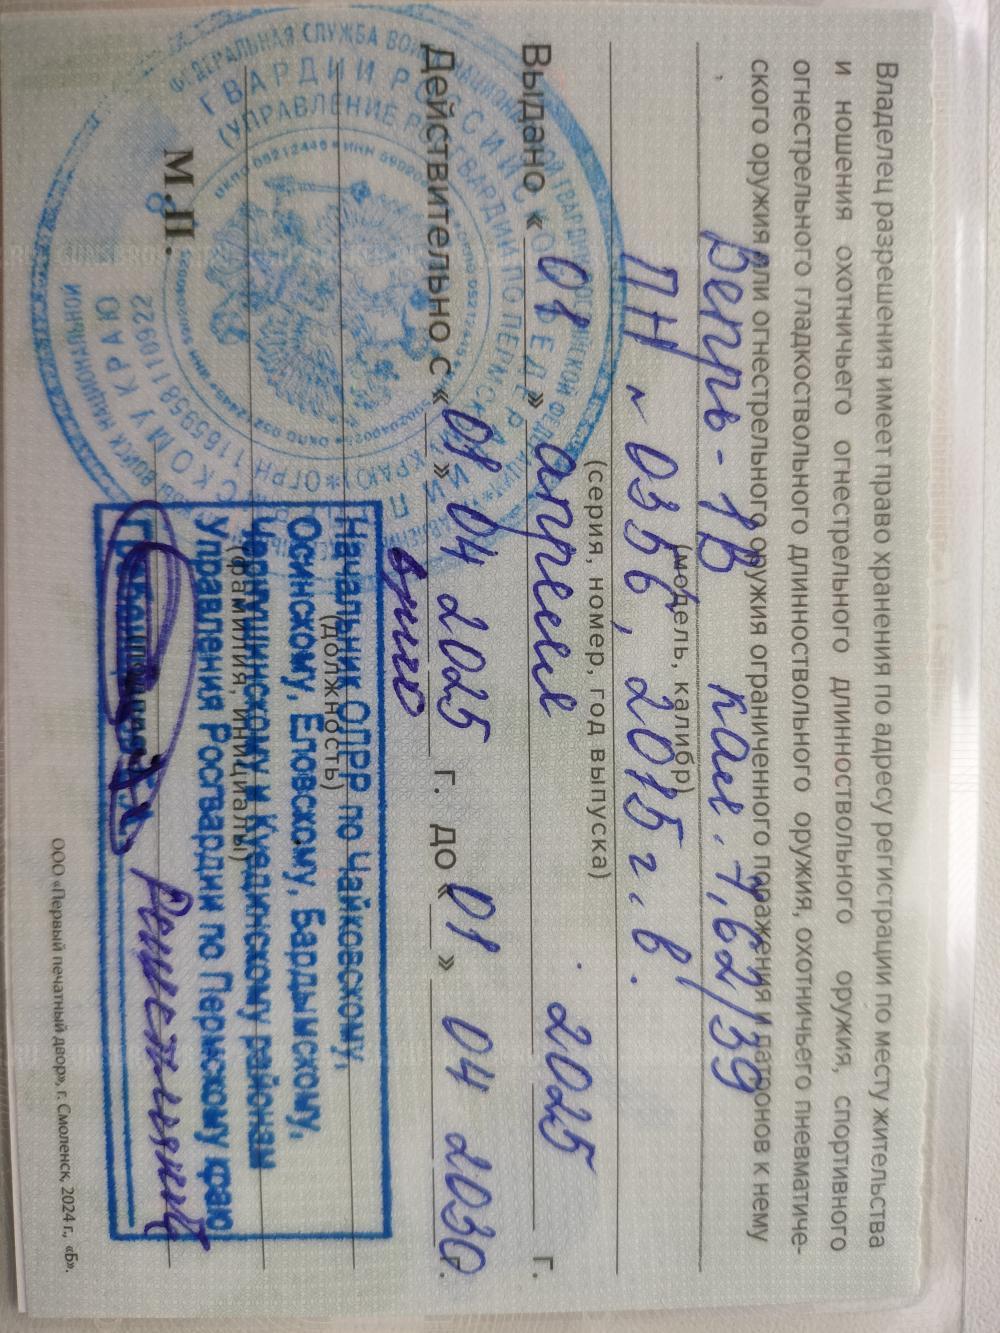 Владелец разрешения имеет право хранения по адресу регистрации по месту жительства
и ношения охотничьего огнестрельного длинноствольного оружия, спортивного
огнестрельного гладкоствольного длинноствольного оружия, охотничьего пневматиче-
ского оружия или огнестрельного оружия ограниченного поражения и патронов к нему
Вепрь-1В кал. 7,62/39
(модель, калибр)
ПН ~ 0356, 2015 г. в.
(серия, номер, год выпуска)
Выдано «01» апреля 2025 г.
Действительно с «01» 04 2025 г. до «01» 04 2030 г.
врио
Начальник ОЛРР по Чайковскому,
(должность)
Осинскому, Еловскому, Бардымскому,
Чернушинскому и Куединскому районам
(фамилия, инициалы)
Управления Росгвардии по Пермскому краю
М.П.
ООО «Первый печатный двор», г. Смоленск, 2024 г., «Б».